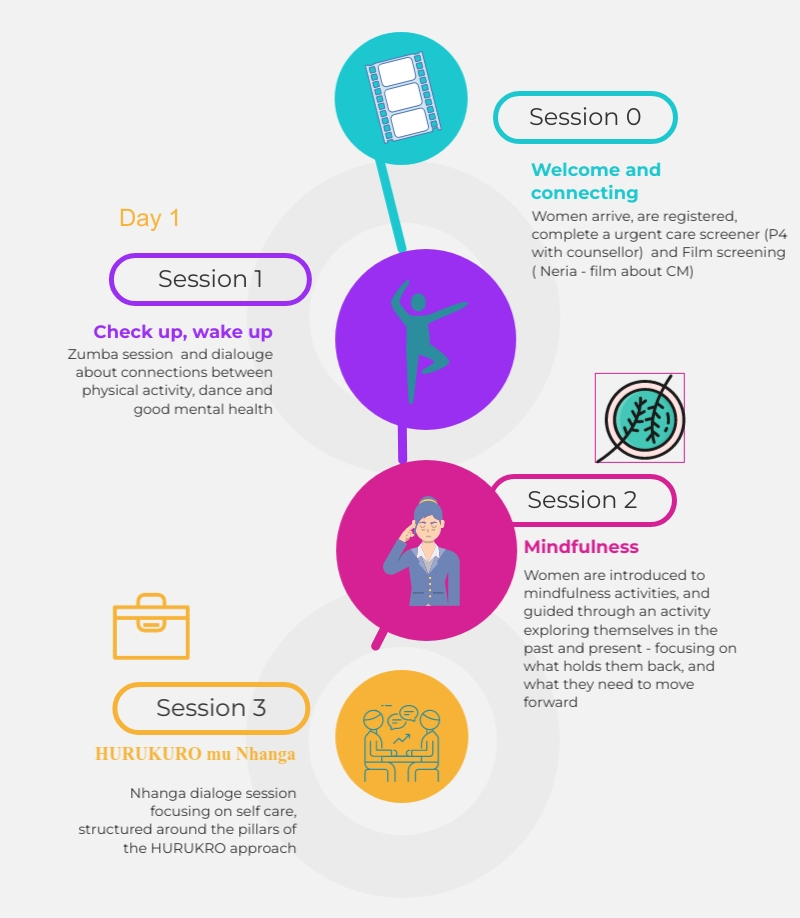 Session 0
Welcome and
connecting
Women arrive, are registered,
complete a urgent care screener (P4
with counsellor)  and Film screening
( Neria - film about CM)
Day 1
Session 1
Check up, wake up
Zumba session  and dialouge
about connections between
physical activity, dance and
good mental health
Session 2
Mindfulness
Women are introduced to
mindfulness activities, and
guided through an activity
exploring themselves in the
past and present - focusing on
what holds them back, and
what they need to move
forward
Session 3
HURUKURO mu Nhanga
Nhanga dialoge session
focusing on self care,
structured around the pillars of
the HURUKRO approach